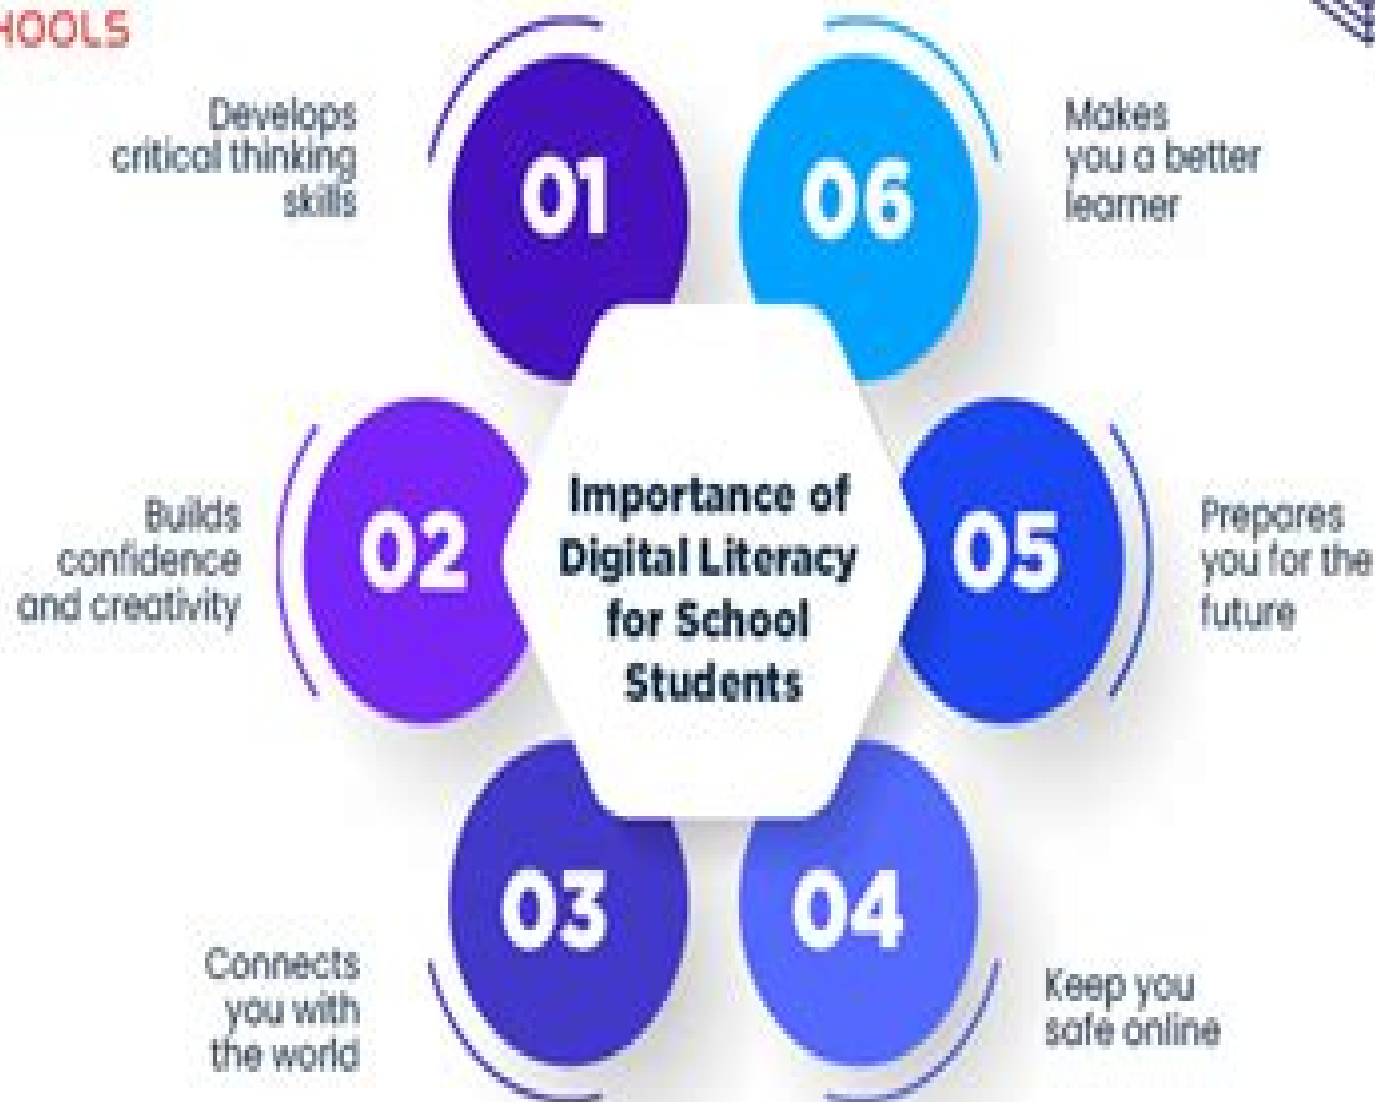 HOOLS
Develops
critical thinking
skills
01
Builds
confidence
and creativity
02
Connects
you with
the world
03
Importance of
Digital Literacy
for School
Students
04
Keep you
safe online
05
Prepares
you for the
future
06
Makes
you a better
learner